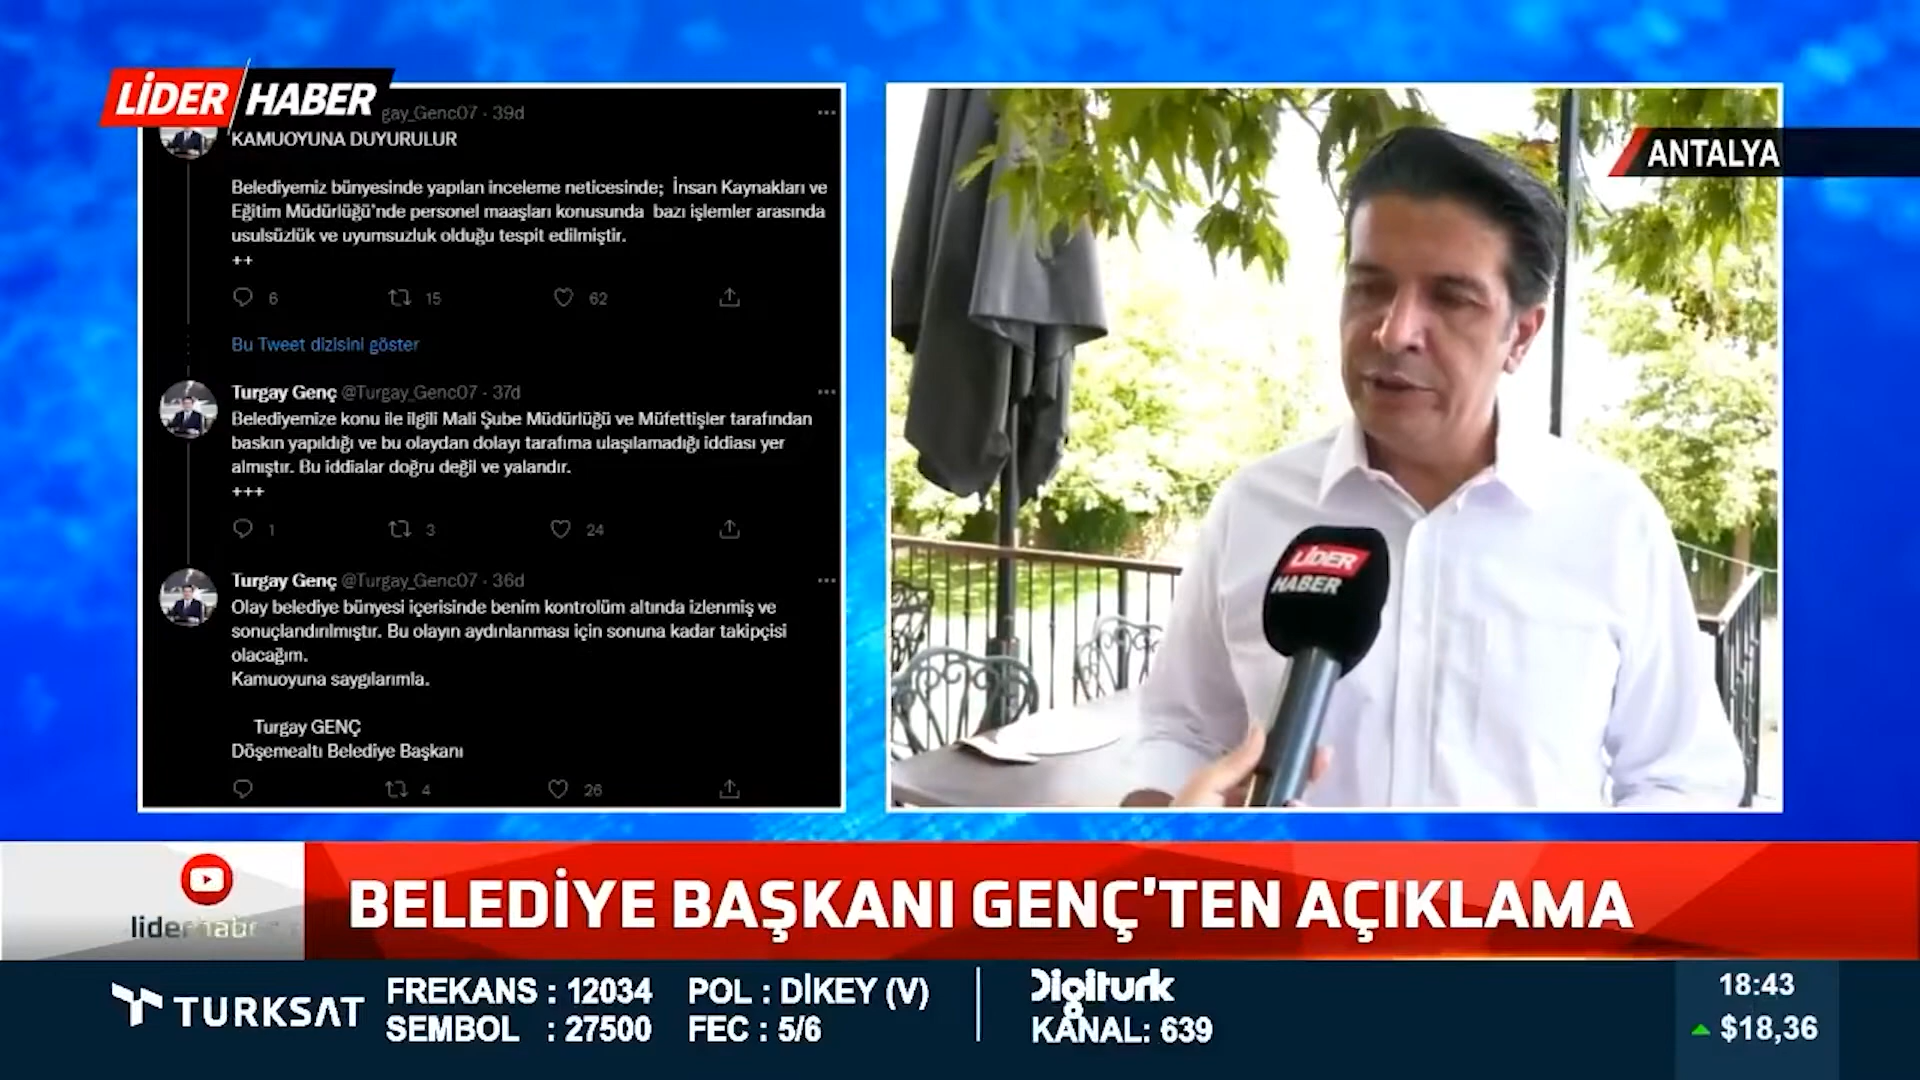 LİDER HABER
gay_Genc07 · 39d
KAMUOYUNA DUYURULUR
Belediyemiz bünyesinde yapılan inceleme neticesinde; İnsan Kaynakları ve
Eğitim Müdürlüğü'nde personel maaşları konusunda bazı işlemler arasında
usulsüzlük ve uyumsuzluk olduğu tespit edilmiştir.
++
6 15 62
Bu Tweet dizisini göster
Turgay Genç @Turgay_Genc07 · 37d
Belediyemize konu ile ilgili Mali Şube Müdürlüğü ve Müfettişler tarafından
baskın yapıldığı ve bu olaydan dolayı tarafıma ulaşılamadığı iddiası yer
almıştır. Bu iddialar doğru değil ve yalandır.
+++
1 3 24
Turgay Genç @Turgay_Genc07 · 36d
Olay belediye bünyesi içerisinde benim kontrolüm altında izlenmiş ve
sonuçlandırılmıştır. Bu olayın aydınlanması için sonuna kadar takipçisi
olacağım.
Kamuoyuna saygılarımla.
Turgay GENÇ
Döşemealtı Belediye Başkanı
4 26
ANTALYA
LİDER
HABER
liderhabe
BELEDİYE BAŞKANI GENÇ'TEN AÇIKLAMA
TURKSAT
FREKANS : 12034 POL : DİKEY (V)
SEMBOL : 27500 FEC : 5/6
Digiturk
KANAL: 639
18:43
$18,36